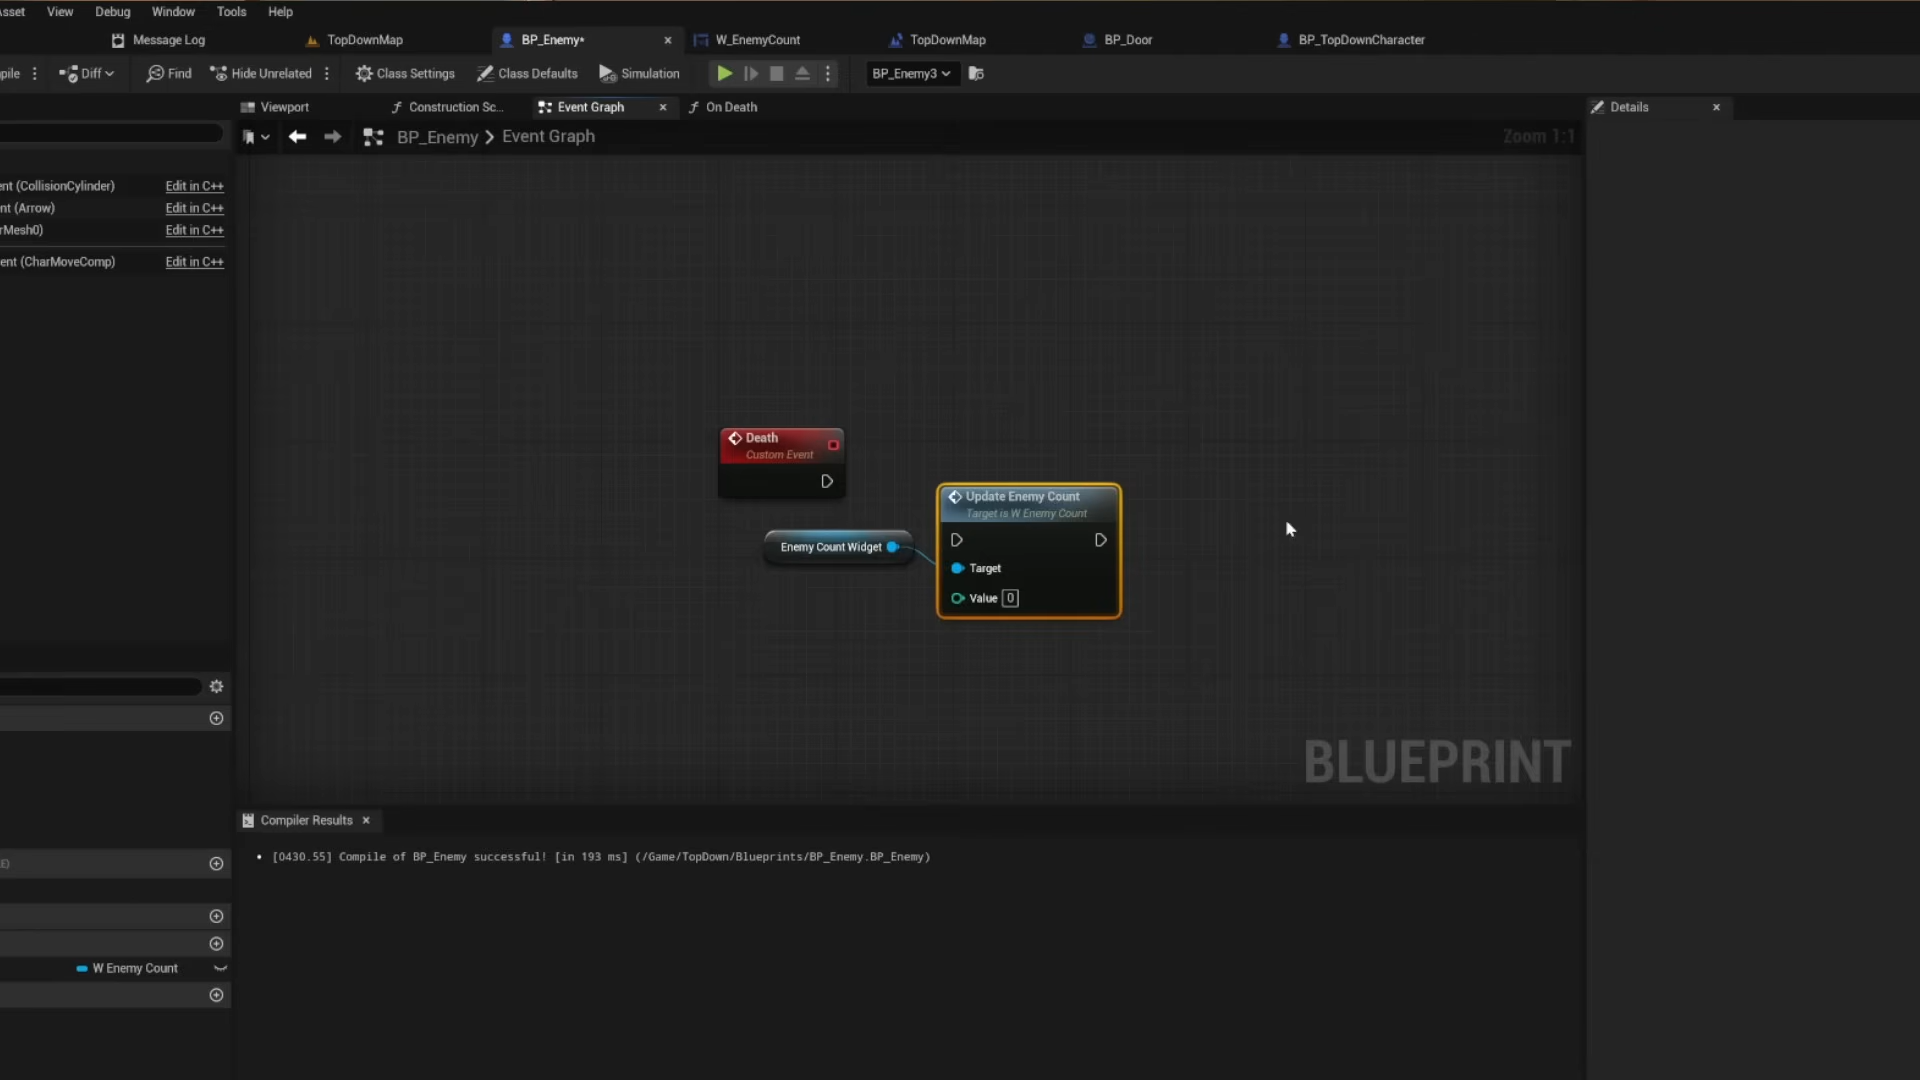 Asset View Debug Window Tools Help
Message Log TopDownMap BP_Enemy* W_EnemyCount TopDownMap BP_Door BP_TopDownCharacter
pile Diff Find Hide Unrelated Class Settings Class Defaults Simulation BP_Enemy3
Viewport Construction Sc... Event Graph On Death Details
BP_Enemy Event Graph Zoom 1:1
nt (CollisionCylinder) Edit in C++
nt (Arrow) Edit in C++
rMesh0) Edit in C++
ent (CharMoveComp) Edit in C++
Death
Custom Event
Update Enemy Count
Target is W Enemy Count
Enemy Count Widget
Target
Value 0
BLUEPRINT
Compiler Results
[0430.55] Compile of BP_Enemy successful! [in 193 ms] (/Game/TopDown/Blueprints/BP_Enemy.BP_Enemy)
W Enemy Count